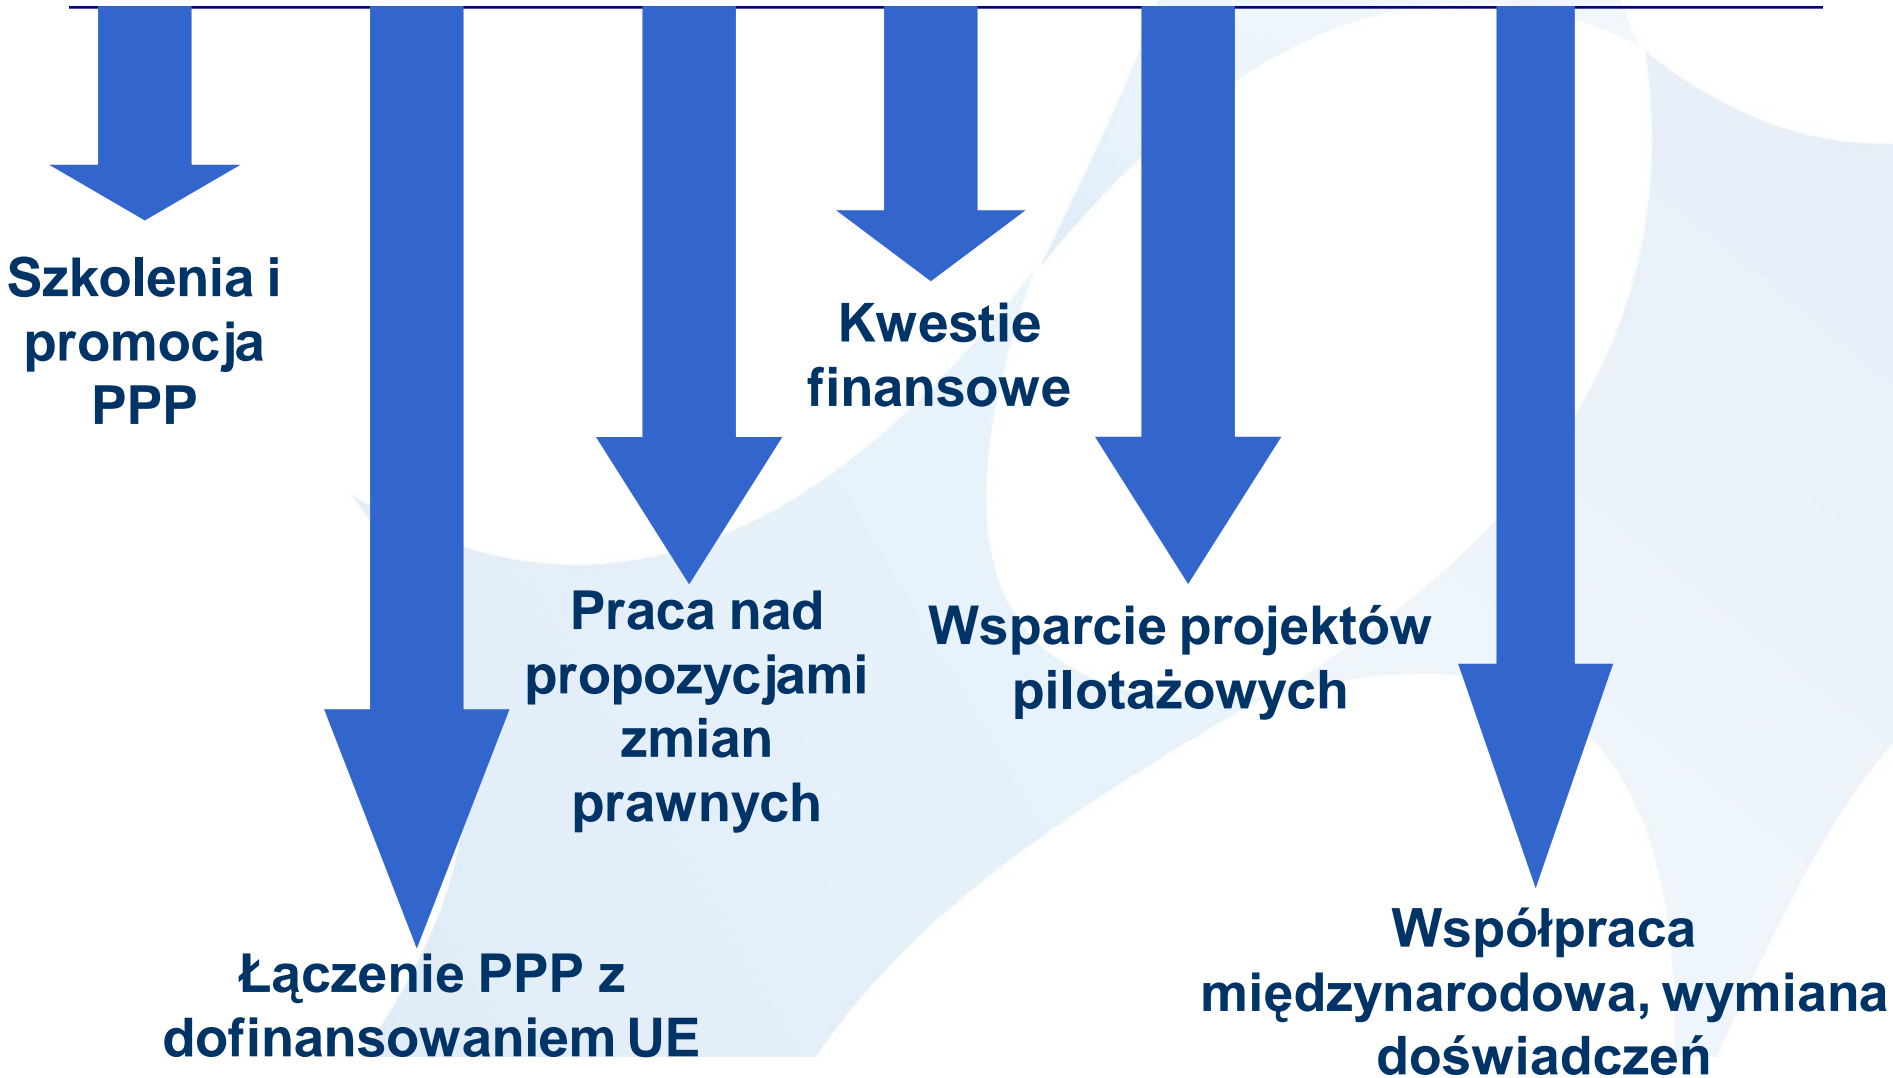 Szkolenia i
promocja
PPP
Łączenie PPP z
dofinansowaniem UE
Praca nad
propozycjami
zmian
prawnych
Kwestie
finansowe
Wsparcie projektów
pilotażowych
Współpraca
międzynarodowa, wymiana
doświadczeń